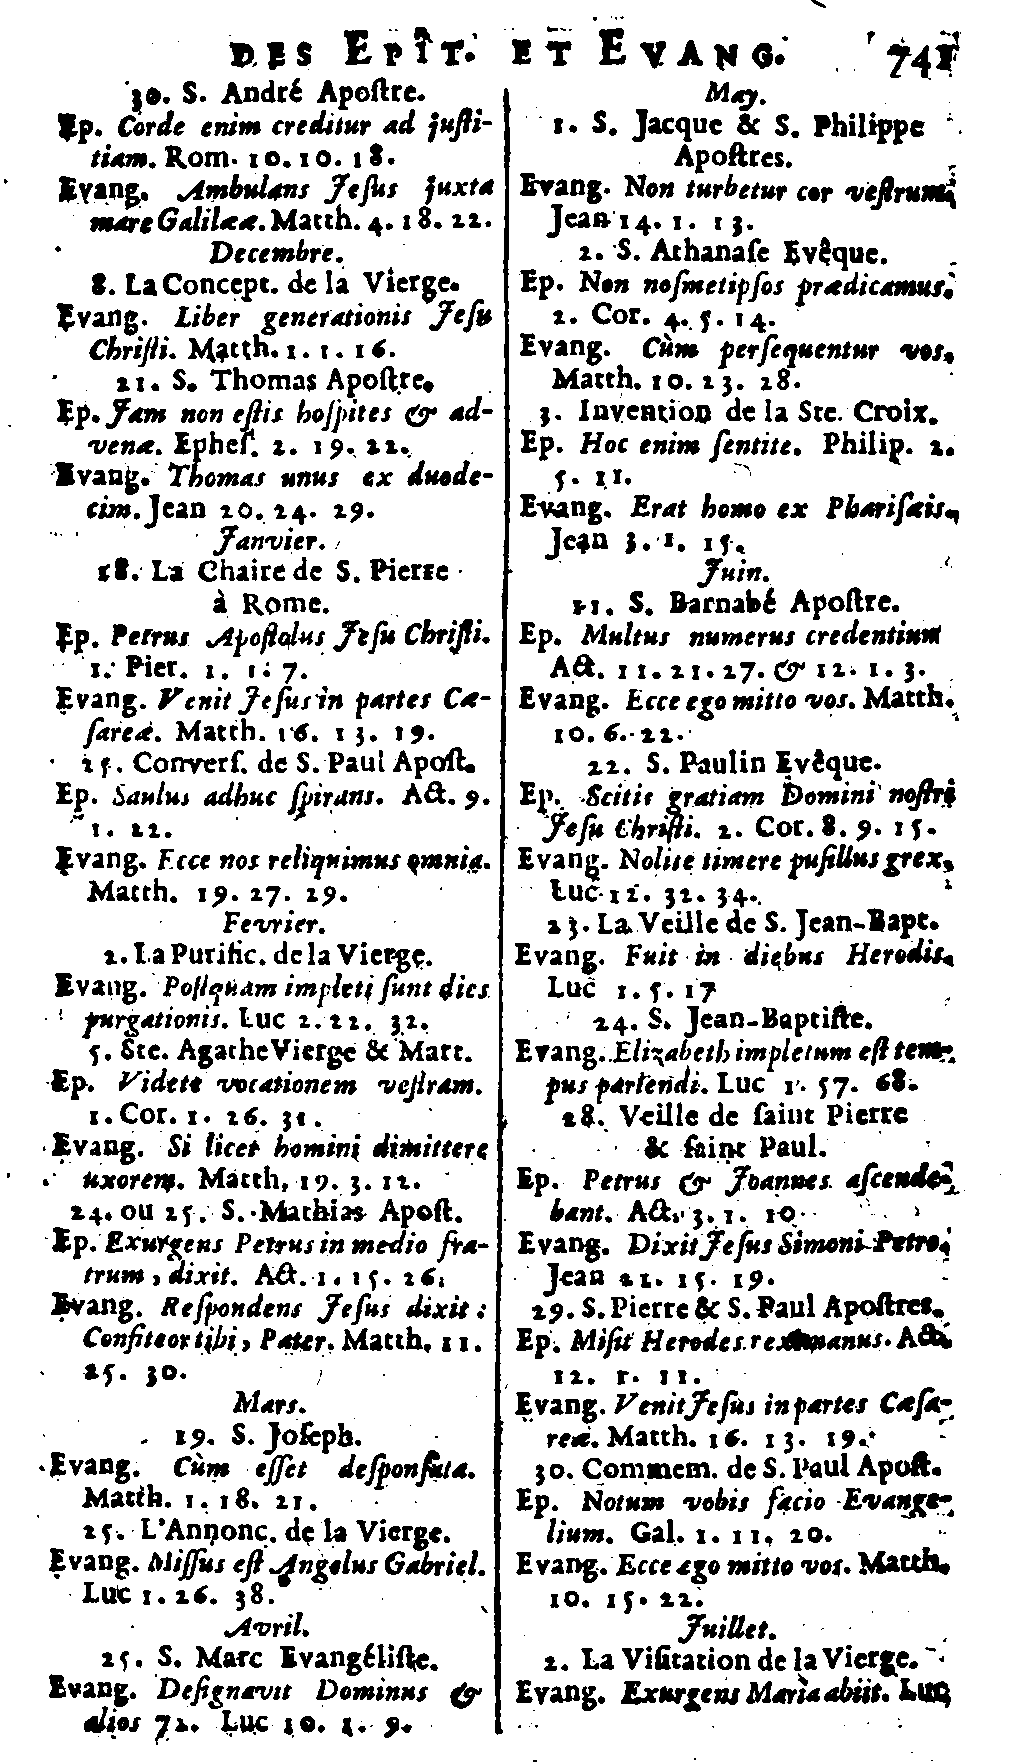 DES EPÎT. ET EVANG. 741
30. S. André Apoſtre.
Ep. Corde enim creditur ad juſti-
tiam. Rom. 10. 10. 18.
Evang. Ambulans Jeſus juxta
mare Galilææ. Matth. 4. 18. 22.
Decembre.
8. La Concept. de la Vierge.
Evang. Liber generationis Jeſu
Chriſti. Matth. 1. 1. 16.
21. S. Thomas Apoſtre.
Ep. Jam non eſtis hoſpites & ad-
venæ. Epheſ. 2. 19. 22.
Evang. Thomas unus ex duode-
cim. Jean 20. 24. 29.
Janvier.
18. La Chaire de S. Pierre
à Rome.
Ep. Petrus Apoſtolus Jeſu Chriſti.
1. Pier. 1. 1. 7.
Evang. Venit Jeſus in partes Cæ-
ſareæ. Matth. 16. 13. 19.
25. Converſ. de S. Paul Apoſt.
Ep. Saulus adhuc ſpirans. Act. 9.
1. 22.
Evang. Ecce nos reliquimus omnia.
Matth. 19. 27. 29.
Fevrier.
2. La Purific. de la Vierge.
Evang. Poſtquam impleti ſunt dies
purgationis. Luc 2. 22. 32.
5. Ste. Agathe Vierge & Mart.
Ep. Videte vocationem veſtram.
1. Cor. 1. 26. 31.
Evang. Si licet homini dimittere
uxorem. Matth. 19. 3. 12.
24. ou 25. S. Mathias Apoſt.
Ep. Exurgens Petrus in medio fra-
trum, dixit. Act. 1. 15. 26.
Evang. Reſpondens Jeſus dixit:
Confiteor tibi, Pater. Matth. 11.
25. 30.
Mars.
19. S. Joſeph.
Evang. Cùm eſſet deſponſata.
Matth. 1. 18. 21.
25. L'Annonc. de la Vierge.
Evang. Miſſus eſt Angelus Gabriel.
Luc 1. 26. 38.
Avril.
25. S. Marc Evangéliſte.
Evang. Deſignavit Dominus &
alios 72. Luc 10. 1. 9.
May.
1. S. Jacque & S. Philippe
Apoſtres.
Evang. Non turbetur cor veſtrum.
Jean 14. 1. 13.
2. S. Athanaſe Evêque.
Ep. Non noſmetipſos prædicamus.
2. Cor. 4. 5. 14.
Evang. Cùm perſequentur vos.
Matth. 10. 23. 28.
3. Invention de la Ste. Croix.
Ep. Hoc enim ſentite. Philip. 2.
5. 11.
Evang. Erat homo ex Phariſæis.
Jean 3. 1. 15.
Juin.
11. S. Barnabé Apoſtre.
Ep. Multus numerus credentium
Act. 11. 21. 27. & 12. 1. 3.
Evang. Ecce ego mitto vos. Matth.
10. 6. 22.
22. S. Paulin Evêque.
Ep. Scitis gratiam Domini noſtri
Jeſu Chriſti. 2. Cor. 8. 9. 15.
Evang. Nolite timere puſillus grex.
Luc 12. 32. 34.
23. La Veille de S. Jean-Bapt.
Evang. Fuit in diebus Herodis.
Luc 1. 5. 17
24. S. Jean-Baptiſte.
Evang. Elizabeth impletum eſt tem-
pus pariendi. Luc 1. 57. 68.
28. Veille de ſaint Pierre
& ſaint Paul.
Ep. Petrus & Joannes aſcende-
bant. Act. 3. 1. 10
Evang. Dixit Jeſus Simoni Petro.
Jean 21. 15. 19.
29. S. Pierre & S. Paul Apoſtres.
Ep. Miſit Herodes rex manus. Act.
12. 1. 11.
Evang. Venit Jeſus in partes Cæſa-
reæ. Matth. 16. 13. 19.
30. Commem. de S. Paul Apoſt.
Ep. Notum vobis facio Evange-
lium. Gal. 1. 11. 20.
Evang. Ecce ego mitto vos. Matth.
10. 15. 22.
Juillet.
2. La Viſitation de la Vierge.
Evang. Exurgens Maria abiit. Luc